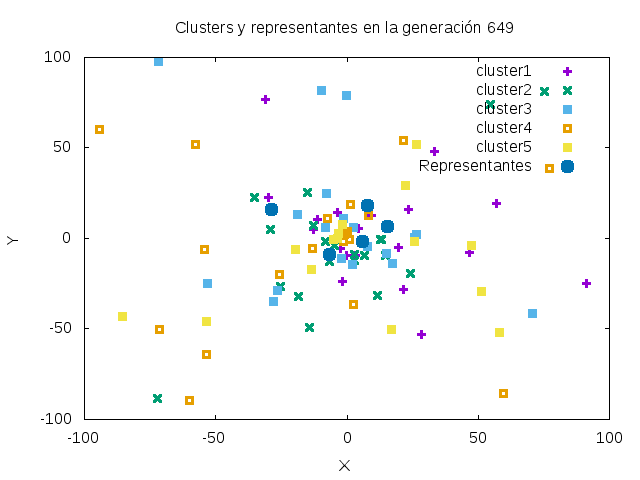 Clusters y representantes en la generación 649
100
50
0
-50
-100
-100 -50 0 50 100
X
Y
cluster1
cluster2
cluster3
cluster4
cluster5
Representantes